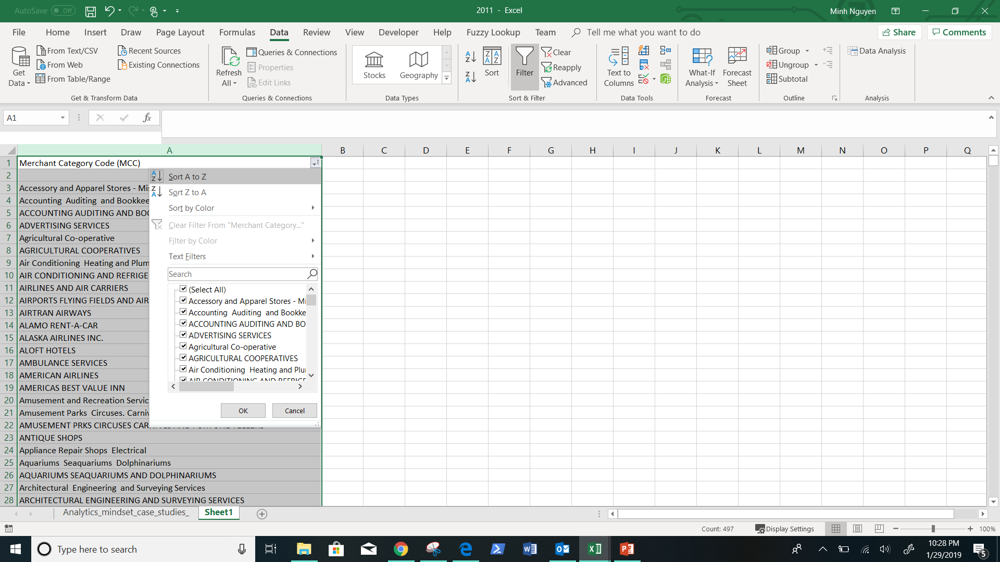 AutoSave Off
2011 - Excel
Minh Nguyen
File Home Insert Draw Page Layout Formulas Data Review View Developer Help Fuzzy Lookup Team Tell me what you want to do Share Comments
Get Data
From Text/CSV
From Web
From Table/Range
Recent Sources
Existing Connections
Get & Transform Data
Refresh All
Queries & Connections
Properties
Edit Links
Queries & Connections
Stocks
Geography
Data Types
Sort
Filter
Clear
Reapply
Advanced
Sort & Filter
Text to Columns
Data Tools
What-If Analysis
Forecast Sheet
Forecast
Group
Ungroup
Subtotal
Outline
Data Analysis
Analysis
A1
fx
A B C D E F G H I J K L M N O P Q
1 Merchant Category Code (MCC)
2
3 Accessory and Apparel Stores - Mis
4 Accounting Auditing and Bookkee
5 ACCOUNTING AUDITING AND BOO
6 ADVERTISING SERVICES
7 Agricultural Co-operative
8 AGRICULTURAL COOPERATIVES
9 Air Conditioning Heating and Plum
10 AIR CONDITIONING AND REFRIGE
11 AIRLINES AND AIR CARRIERS
12 AIRPORTS FLYING FIELDS AND AIR
13 AIRTRAN AIRWAYS
14 ALAMO RENT-A-CAR
15 ALASKA AIRLINES INC.
16 ALOFT HOTELS
17 AMBULANCE SERVICES
18 AMERICAN AIRLINES
19 AMERICAS BEST VALUE INN
20 Amusement and Recreation Servic
21 Amusement Parks Circuses. Carniv
22 AMUSEMENT PRKS CIRCUSES
23 ANTIQUE SHOPS
24 Appliance Repair Shops Electrical
25 Aquariums Seaquariums Dolphinariums
26 AQUARIUMS SEAQUARIUMS AND DOLPHINARIUMS
27 Architectural Engineering and Surveying Services
28 ARCHITECTURAL ENGINEERING AND SURVEYING SERVICES
Sort A to Z
Sort Z to A
Sort by Color
Clear Filter From "Merchant Category..."
Filter by Color
Text Filters
Search
(Select All)
Accessory and Apparel Stores - Mi
Accounting Auditing and Bookke
ACCOUNTING AUDITING AND BO
ADVERTISING SERVICES
Agricultural Co-operative
AGRICULTURAL COOPERATIVES
Air Conditioning Heating and Plu
AIR CONDITIONING AND REFRIGE
OK
Cancel
Analytics_mindset_case_studies_ Sheet1
Count: 497 Display Settings 100%
Type here to search
10:28 PM
1/29/2019
5